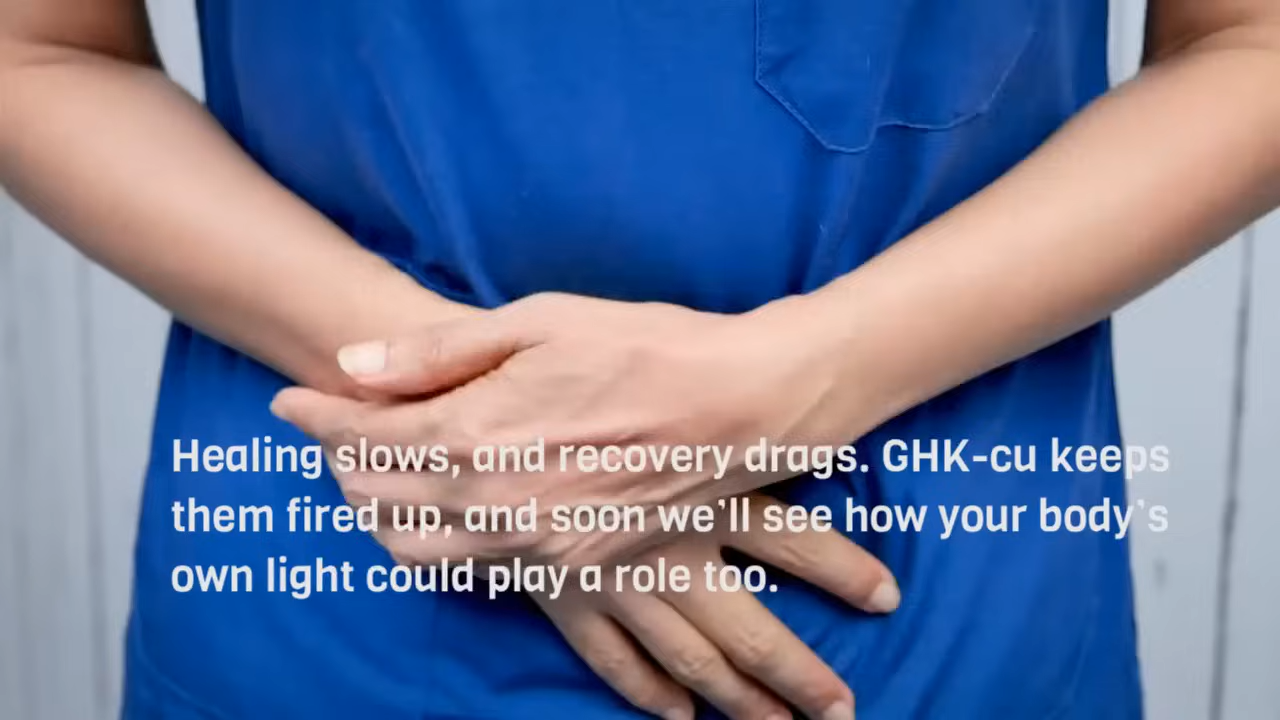 Healing slows, and recovery drags. GHK-cu keeps
them fired up, and soon we'll see how your body's
own light could play a role too.